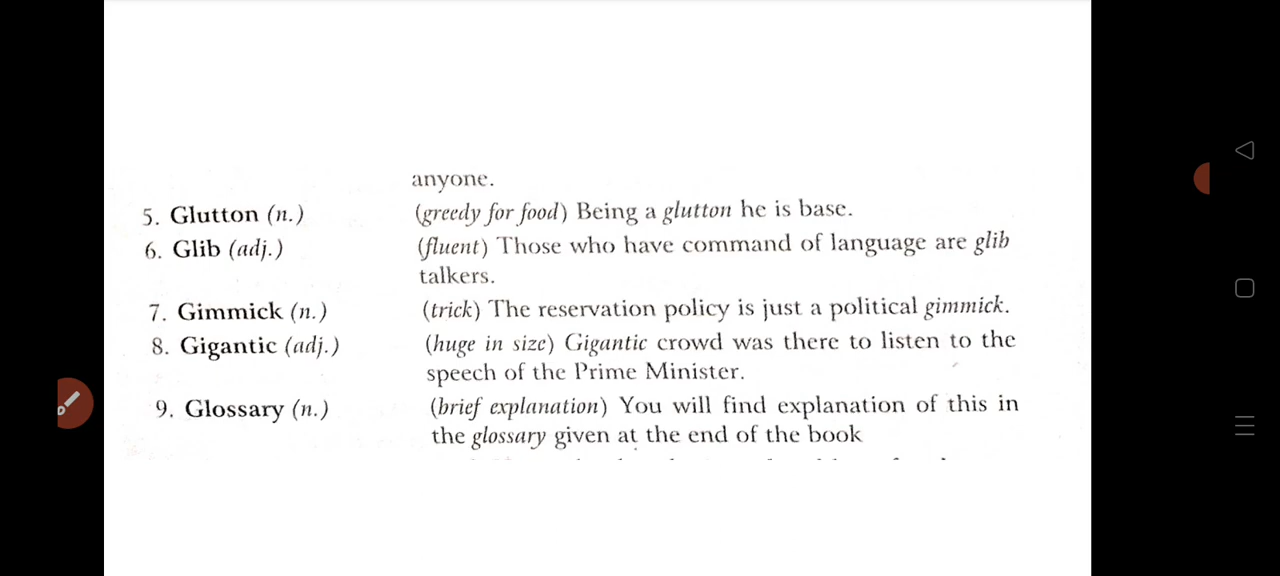 anyone.
5. Glutton (n.) (greedy for food) Being a glutton he is base.
6. Glib (adj.) (fluent) Those who have command of language are glib
talkers.
7. Gimmick (n.) (trick) The reservation policy is just a political gimmick.
8. Gigantic (adj.) (huge in size) Gigantic crowd was there to listen to the
speech of the Prime Minister.
9. Glossary (n.) (brief explanation) You will find explanation of this in
the glossary given at the end of the book